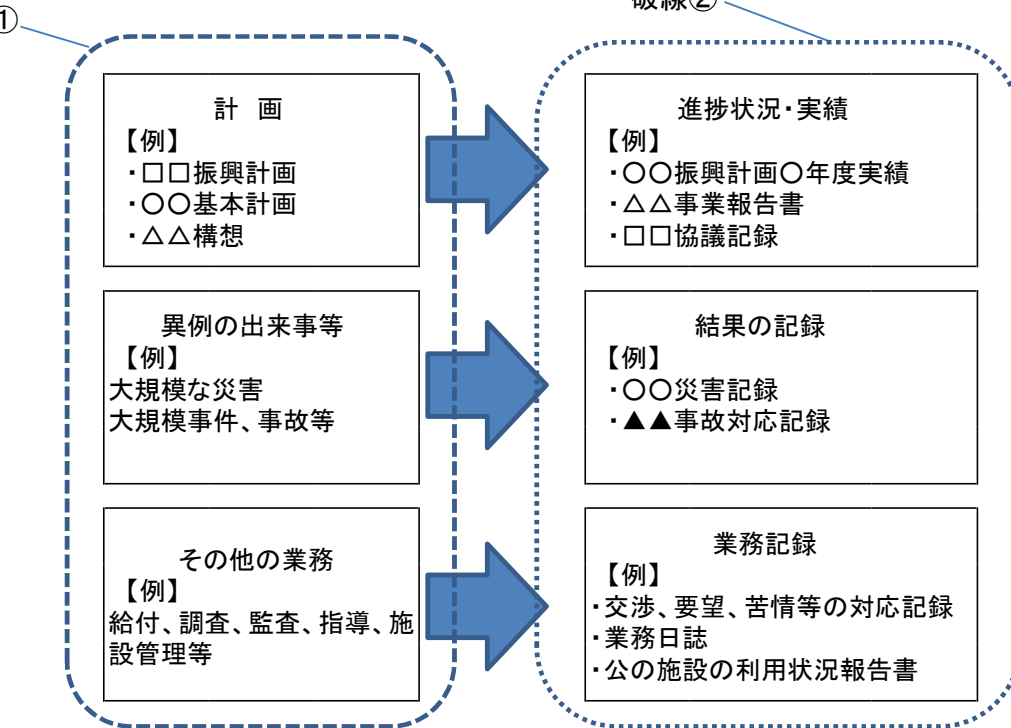 ①
破線②
計 画
【例】
・□□振興計画
・○○基本計画
・△△構想
進捗状況・実績
【例】
・○○振興計画○年度実績
・△△事業報告書
・□□協議記録
異例の出来事等
【例】
大規模な災害
大規模事件、事故等
結果の記録
【例】
・○○災害記録
・▲▲事故対応記録
その他の業務
【例】
給付、調査、監査、指導、施
設管理等
業務記録
【例】
・交渉、要望、苦情等の対応記録
・業務日誌
・公の施設の利用状況報告書